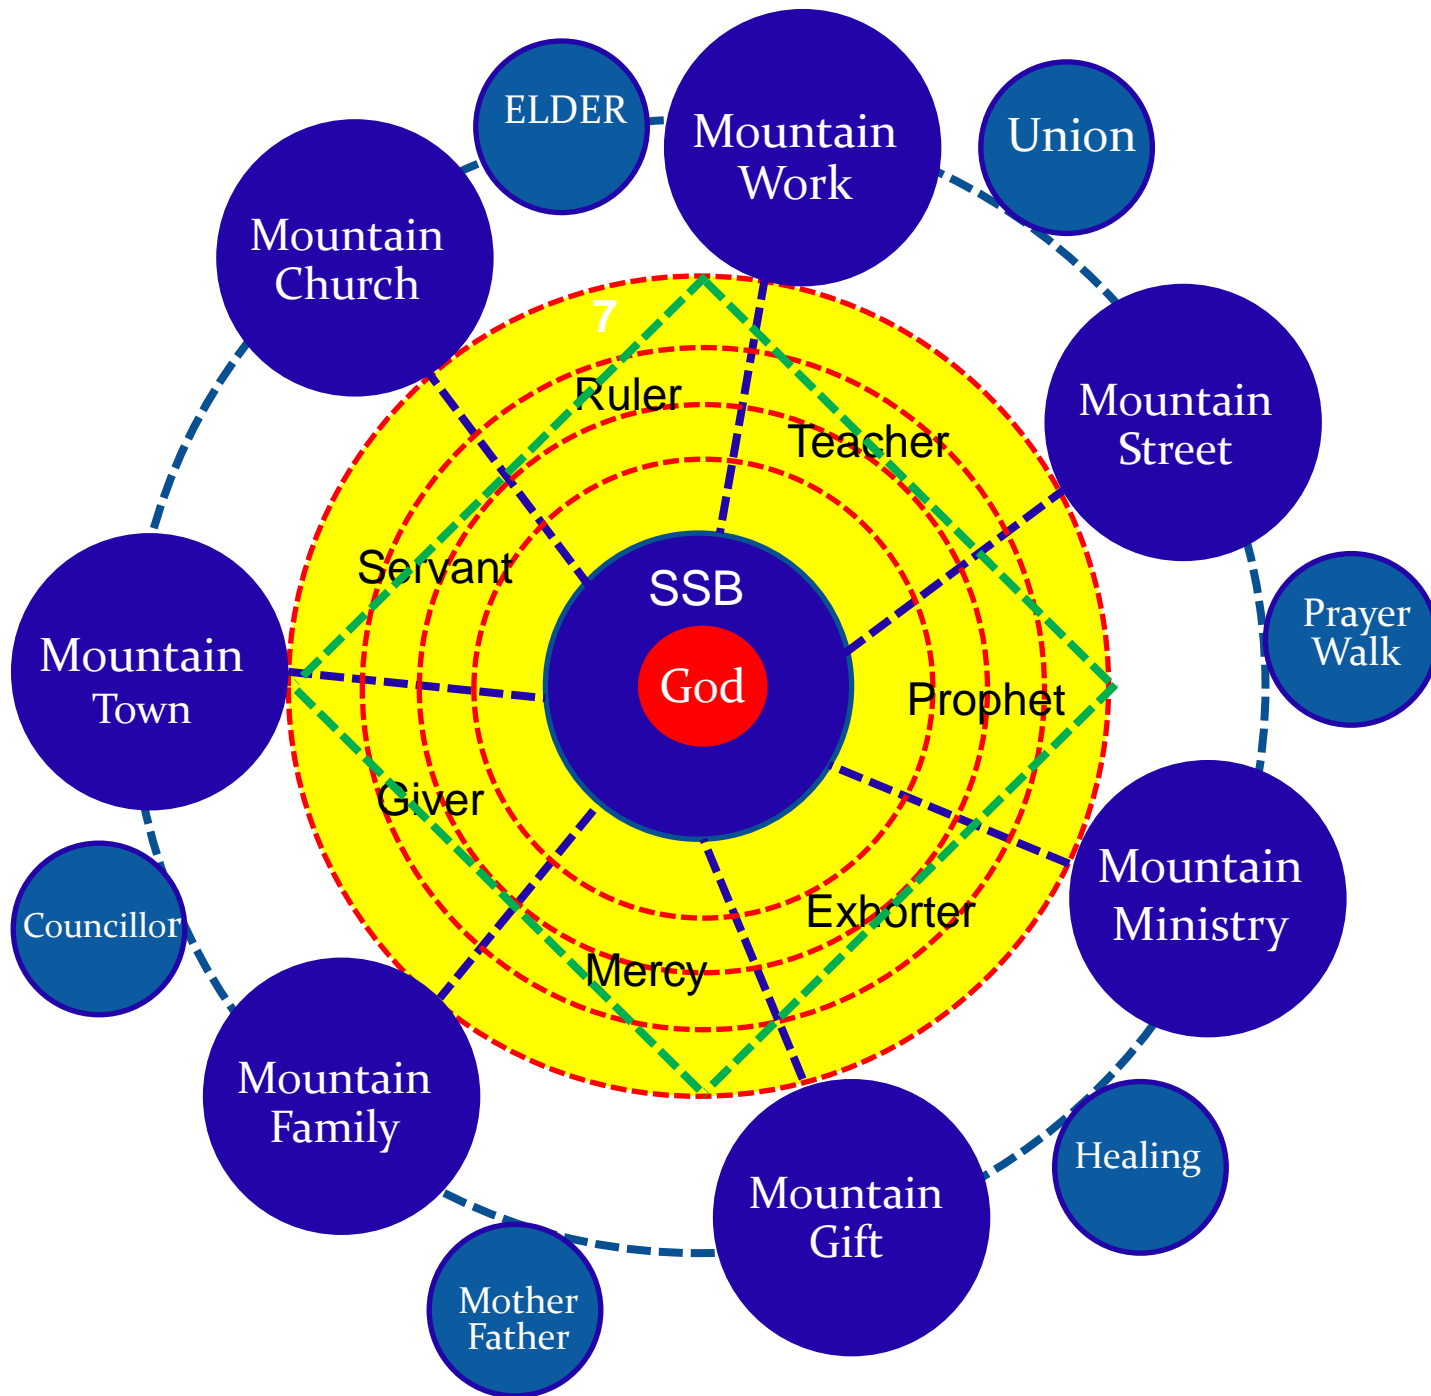 ELDER
Mountain
Work
Union
Mountain
Church
7
Ruler
Teacher
Mountain
Street
Servant
SSB
God
Prayer
Walk
Mountain
Town
Prophet
Giver
Exhorter
Mercy
Mountain
Ministry
Councillor
Mountain
Family
Mountain
Gift
Healing
Mother
Father